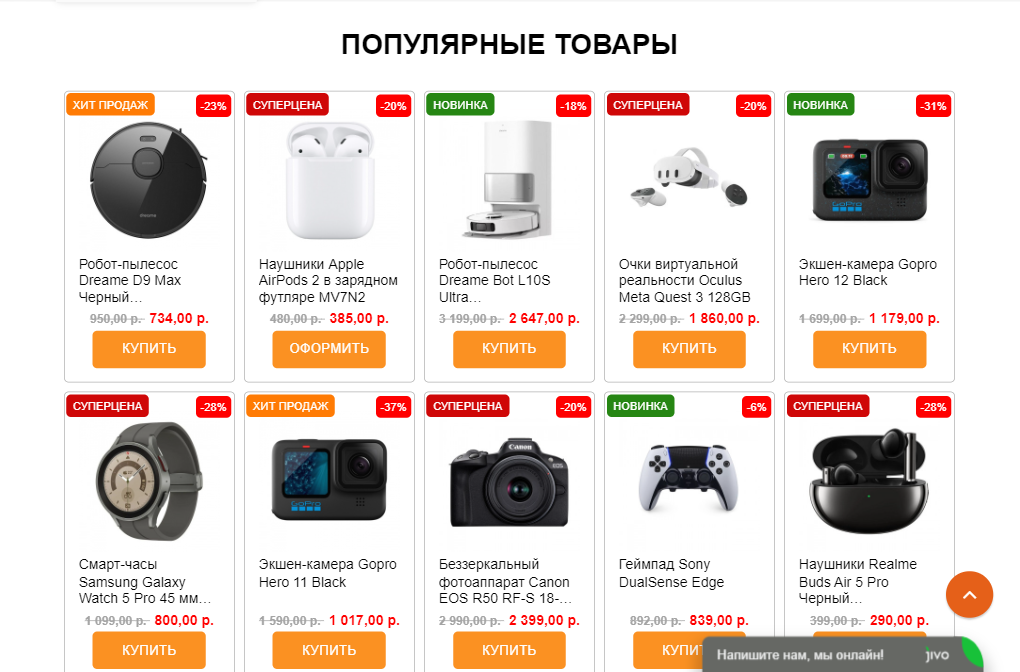 ПОПУЛЯРНЫЕ ТОВАРЫ
ХИТ ПРОДАЖ
-23%
Робот-пылесос
Dreame D9 Max
Черный...
950,00 р. 734,00 р.
КУПИТЬ
СУПЕРЦЕНА
-20%
Наушники Apple
AirPods 2 в зарядном
футляре MV7N2
480,00 р. 385,00 р.
ОФОРМИТЬ
НОВИНКА
-18%
Робот-пылесос
Dreame Bot L10S
Ultra...
3 199,00 р. 2 647,00 р.
КУПИТЬ
СУПЕРЦЕНА
-20%
Очки виртуальной
реальности Oculus
Meta Quest 3 128GB
2 299,00 р. 1 860,00 р.
КУПИТЬ
НОВИНКА
-31%
GoPro
Экшен-камера Gopro
Hero 12 Black
1 699,00 р. 1 179,00 р.
КУПИТЬ
СУПЕРЦЕНА
-28%
Смарт-часы
Samsung Galaxy
Watch 5 Pro 45 мм...
1 099,00 р. 800,00 р.
КУПИТЬ
ХИТ ПРОДАЖ
-37%
GoPro
Экшен-камера Gopro
Hero 11 Black
1 590,00 р. 1 017,00 р.
КУПИТЬ
СУПЕРЦЕНА
-20%
Canon
Беззеркальный
фотоаппарат Canon
EOS R50 RF-S 18-...
2 990,00 р. 2 399,00 р.
КУПИТЬ
НОВИНКА
-6%
Геймпад Sony
DualSense Edge
892,00 р. 839,00 р.
КУПИТ
СУПЕРЦЕНА
-28%
Наушники Realme
Buds Air 5 Pro
Черный...
399,00 р. 290,00 р.
Напишите нам, мы онлайн!
jivo